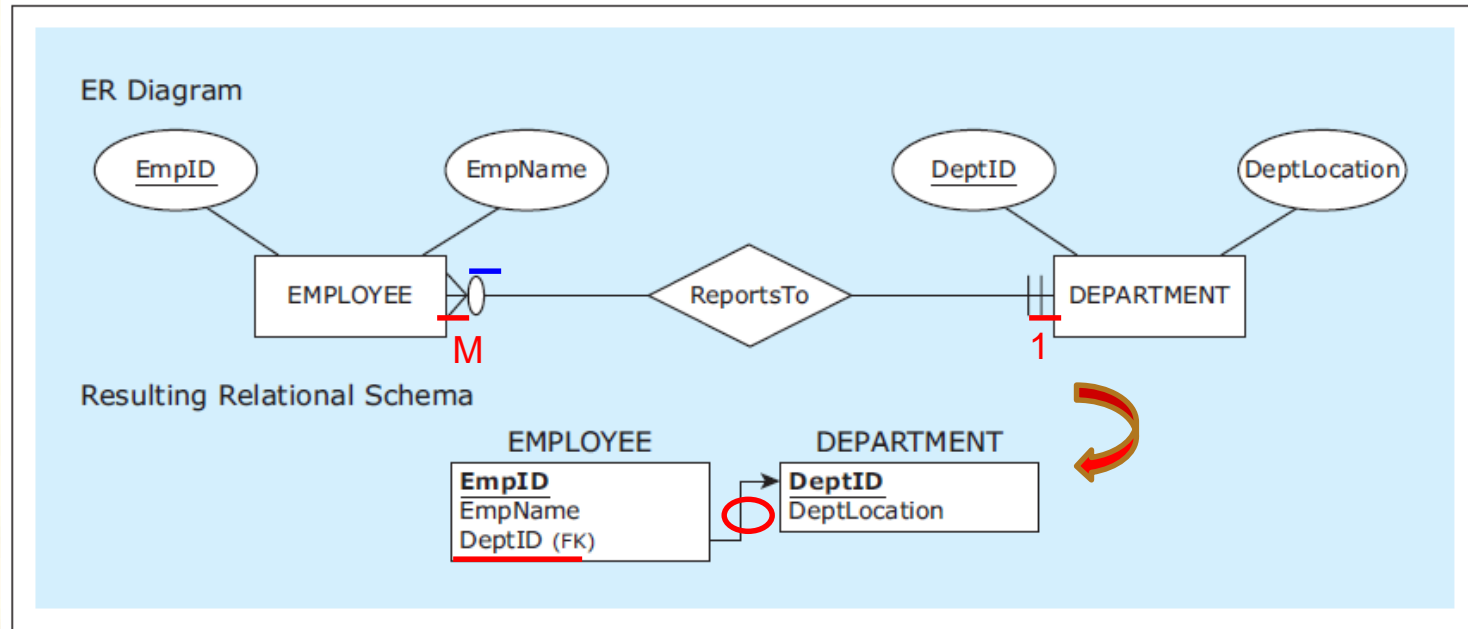 ER Diagram
EmpID
EmpName
DeptID
DeptLocation
EMPLOYEE
ReportsTo
DEPARTMENT
M
1
Resulting Relational Schema
EMPLOYEE
EmpID
EmpName
DeptID (FK)
DEPARTMENT
DeptID
DeptLocation